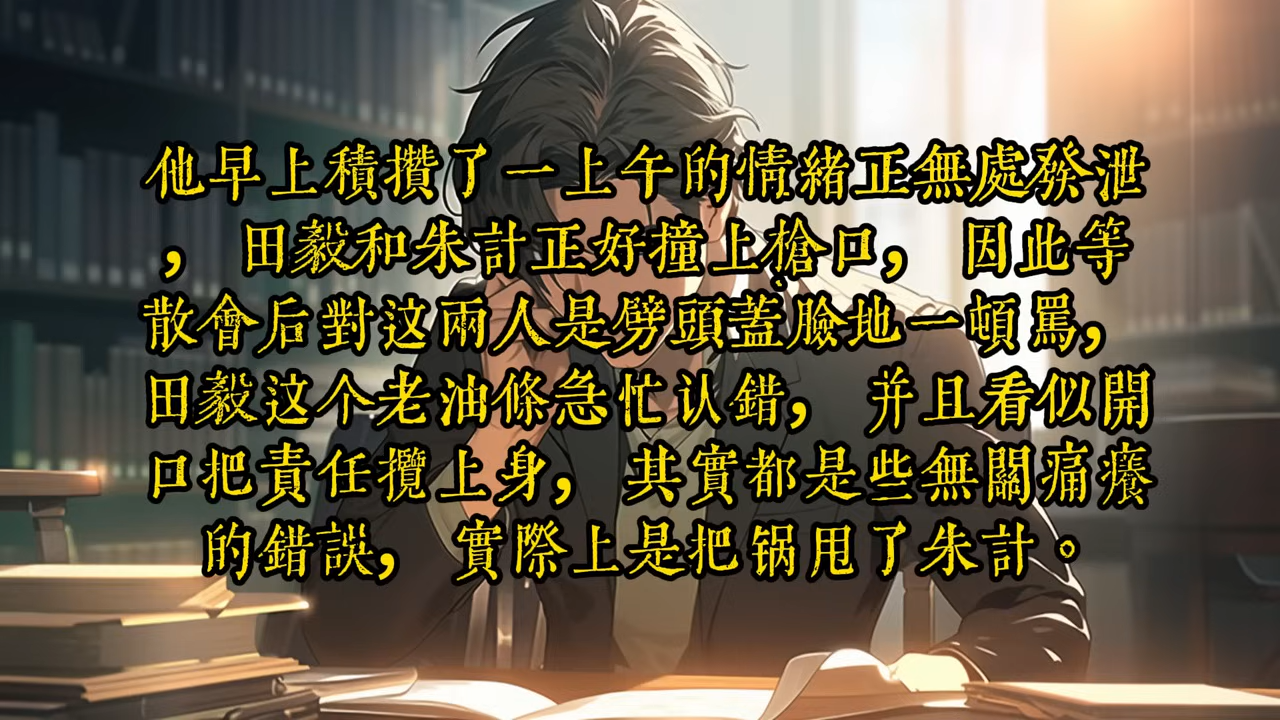 他早上積攢了一上午的情緒正無處發泄
， 田毅和朱計正好撞上槍口， 因此等
散會后對这兩人是劈頭蓋臉地一頓罵，
田毅这个老油條急忙认錯， 并且看似開
口把責任攬上身， 其實都是些無關痛癢
的錯誤， 實際上是把锅甩了朱計。